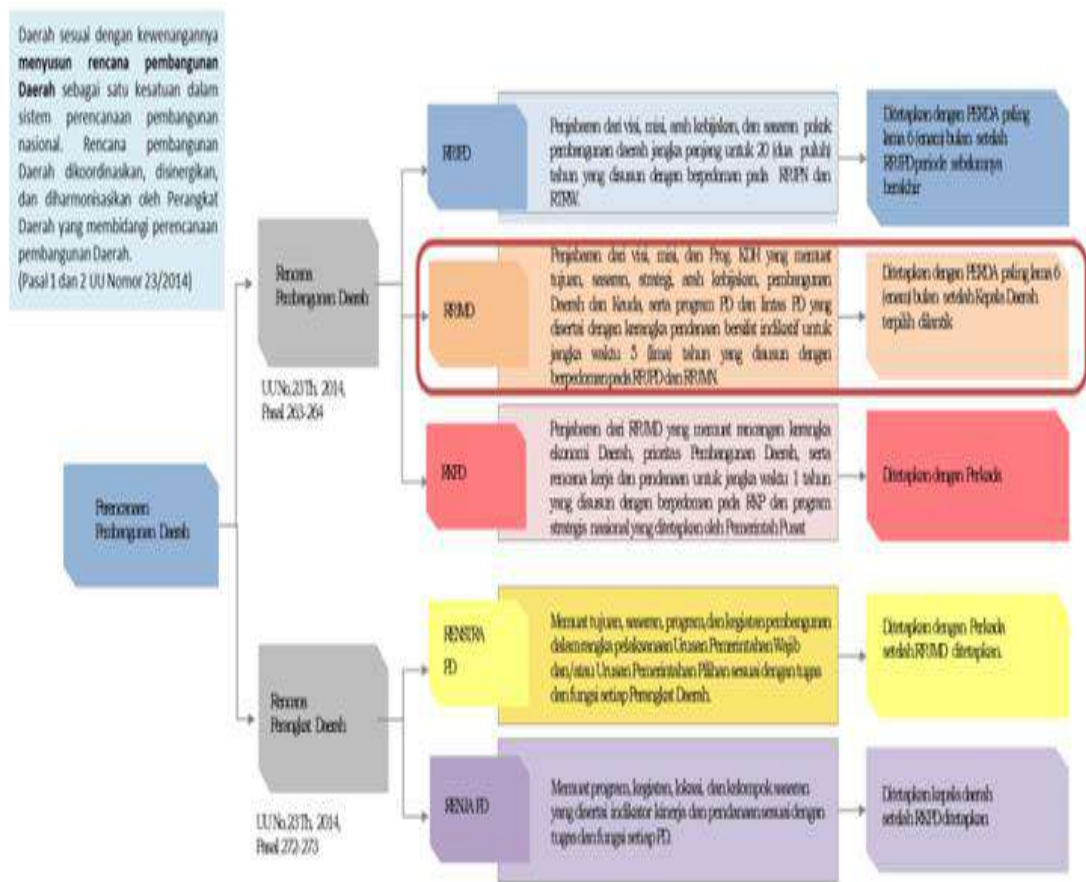 Daerah sesuai dengan kewenangannya
menyusun rencana pembangunan
Daerah sebagai satu kesatuan dalam
sistem perencanaan pembangunan
nasional. Rencana pembangunan
Daerah dikoordinasikan, disinergikan,
dan diharmonisasikan oleh Perangkat
Daerah yang membidangi perencanaan
pembangunan Daerah.
(Pasal 1 dan 2 UU Nomor 23/2014)
Perencanaan
Pembangunan Daerah
Rencana
Pembangunan Daerah
UU No.23 Th. 2014,
Pasal 263-264
RPJPD
Penjabaran dari visi, misi, arah kebijakan, dan sasaran pokok
pembangunan daerah jangka panjang untuk 20 (dua puluh)
tahun yang disusun dengan berpedoman pada RPJPN dan
RTRW.
Ditetapkan dengan PERDA paling
lama 6 (enam) bulan setelah
RPJPD periode sebelumnya
berakhir
RPJMD
Penjabaran dari visi, misi, dan Prog. KDH yang memuat
tujuan, sasaran, strategi, arah kebijakan, pembangunan
Daerah dan Keuda, serta program PD dan lintas PD yang
disertai dengan kerangka pendanaan bersifat indikatif untuk
jangka waktu 5 (lima) tahun yang disusun dengan
berpedoman pada RPJPD dan RPJMN.
Ditetapkan dengan PERDA paling lama 6
(enam) bulan setelah Kepala Daerah
terpilih dilantik
RKPD
Penjabaran dari RPJMD yang memuat rancangan kerangka
ekonomi Daerah, prioritas Pembangunan Daerah, serta
rencana kerja dan pendanaan untuk jangka waktu 1 tahun
yang disusun dengan berpedoman pada RKP dan program
strategis nasional yang ditetapkan oleh Pemerintah Pusat
Ditetapkan dengan Perkada
Rencana
Perangkat Daerah
UU No.23 Th. 2014,
Pasal 272-273
RENSTRA
PD
Memuat tujuan, sasaran, program, dan kegiatan pembangunan
dalam rangka pelaksanaan Urusan Pemerintahan Wajib
dan/atau Urusan Pemerintahan Pilihan sesuai dengan tugas
dan fungsi setiap Perangkat Daerah.
Ditetapkan dengan Perkada
setelah RPJMD ditetapkan.
RENJA PD
Memuat program, kegiatan, lokasi, dan kelompok sasaran
yang disertai indikator kinerja dan pendanaan sesuai dengan
tugas dan fungsi setiap PD.
Ditetapkan kepala daerah
setelah RKPD ditetapkan